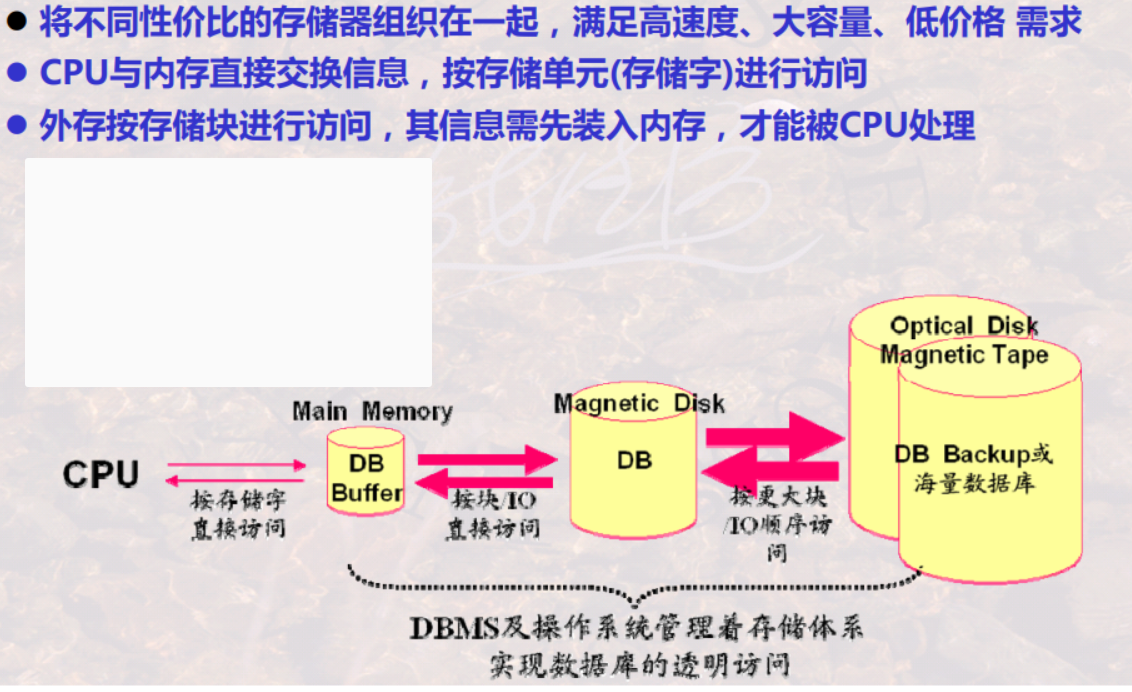 将不同性价比的存储器组织在一起，满足高速度、大容量、低价格 需求
CPU与内存直接交换信息，按存储单元(存储字)进行访问
外存按存储块进行访问，其信息需先装入内存，才能被CPU处理
Optical Disk
Magnetic Tape
Main Memory
Magnetic Disk
CPU
DB
Buffer
DB
DB Backup或
海量数据库
按存储字
直接访问
按块/IO
直接访问
按更大块
/IO顺序访
问
DBMS及操作系统管理着存储体系
实现数据库的透明访问